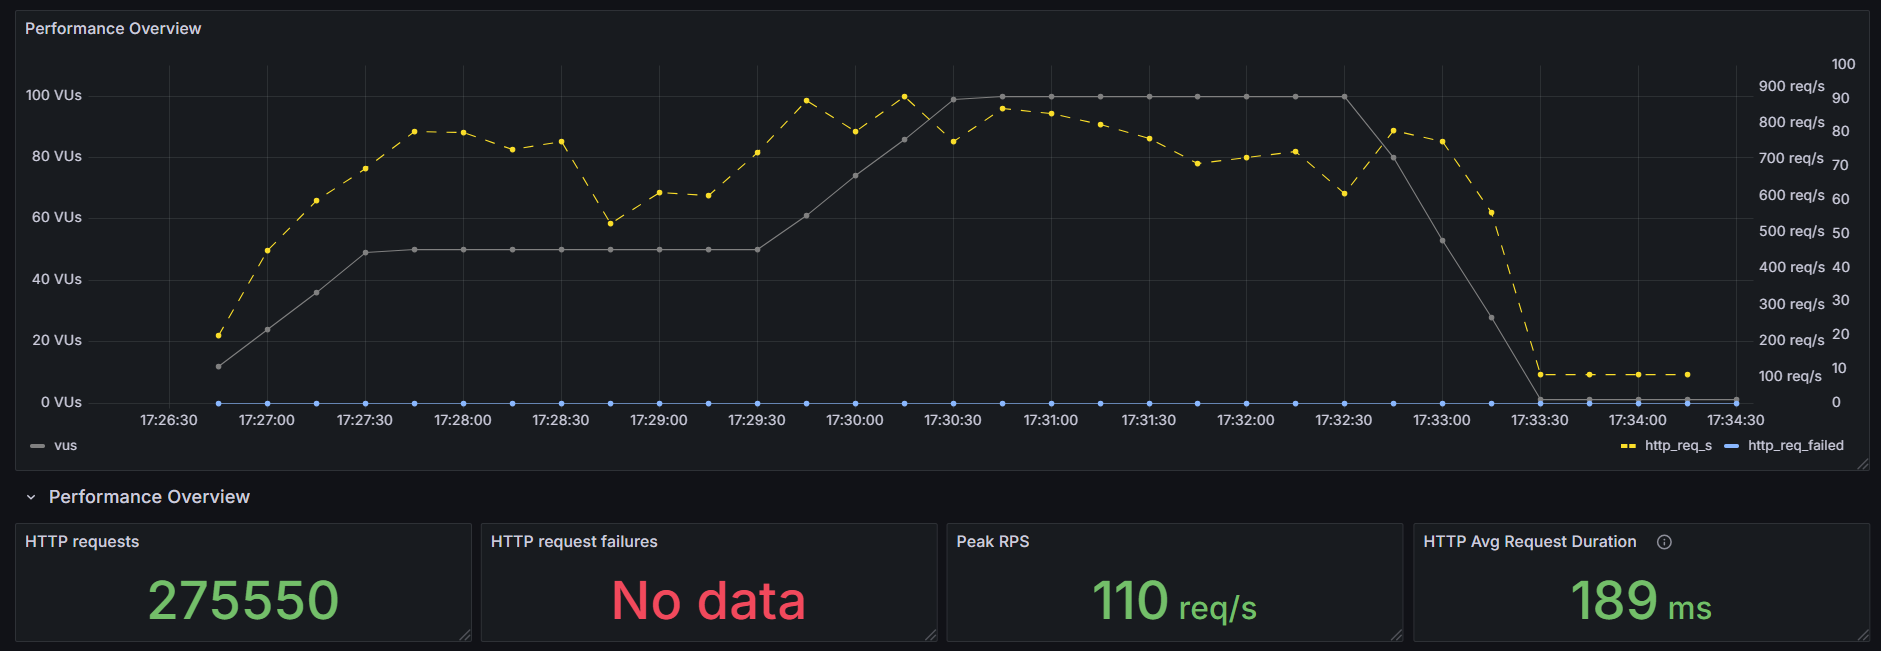 Performance Overview
100
100 VUs
900 req/s
90
800 req/s
80
80 VUs
700 req/s
70
600 req/s
60
60 VUs
500 req/s
50
400 req/s
40
40 VUs
300 req/s
30
200 req/s
20
20 VUs
100 req/s
10
0 VUs
0
17:26:30 17:27:00 17:27:30 17:28:00 17:28:30 17:29:00 17:29:30 17:30:00 17:30:30 17:31:00 17:31:30 17:32:00 17:32:30 17:33:00 17:33:30 17:34:00 17:34:30
vus http_req_s http_req_failed
Performance Overview
HTTP requests
275550
HTTP request failures
No data
Peak RPS
110 req/s
HTTP Avg Request Duration
189 ms